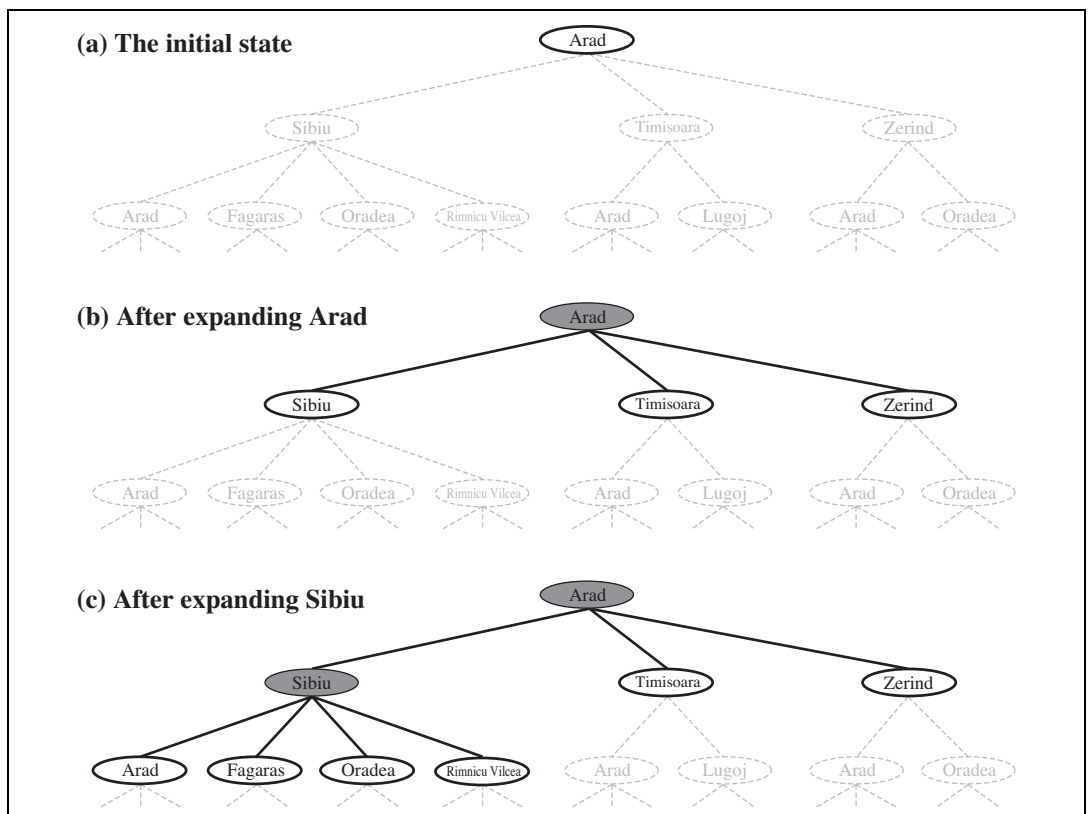 (a) The initial state
Arad
Sibiu Timisoara Zerind
Arad Fagaras Oradea Rimnicu Vilcea Arad Lugoj Arad Oradea
(b) After expanding Arad
Arad
Sibiu Timisoara Zerind
Arad Fagaras Oradea Rimnicu Vilcea Arad Lugoj Arad Oradea
(c) After expanding Sibiu
Arad
Sibiu Timisoara Zerind
Arad Fagaras Oradea Rimnicu Vilcea Arad Lugoj Arad Oradea